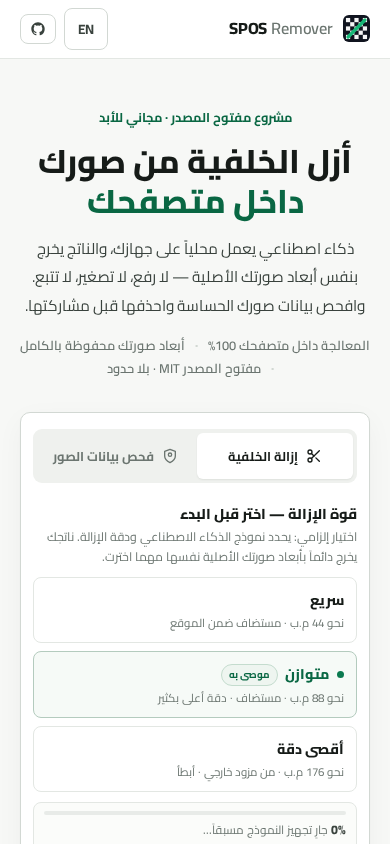 SPOS Remover
EN
مشروع مفتوح المصدر · مجاني للأبد
أزل الخلفية من صورك
داخل متصفحك
ذكاء اصطناعي يعمل محلياً على جهازك، والناتج يخرج
بنفس أبعاد صورتك الأصلية — لا رفع، لا تصغير، لا تتبع.
وافحص بيانات صورك الحساسة واحذفها قبل مشاركتها.
المعالجة داخل متصفحك 100% · أبعاد صورتك محفوظة بالكامل
· مفتوح المصدر MIT · بلا حدود
إزالة الخلفية
فحص بيانات الصور
قوة الإزالة — اختر قبل البدء
اختيار إلزامي: يحدد نموذج الذكاء الاصطناعي ودقة الإزالة. ناتجك
يخرج دائماً بأبعاد صورتك الأصلية نفسها مهما اخترت.
سريع
نحو 44 م.ب · مستضاف ضمن الموقع
متوازن موصى به
نحو 88 م.ب · مستضاف · دقة أعلى بكثير
أقصى دقة
نحو 176 م.ب · من مزود خارجي · أبطأ
0% جارٍ تجهيز النموذج مسبقاً...